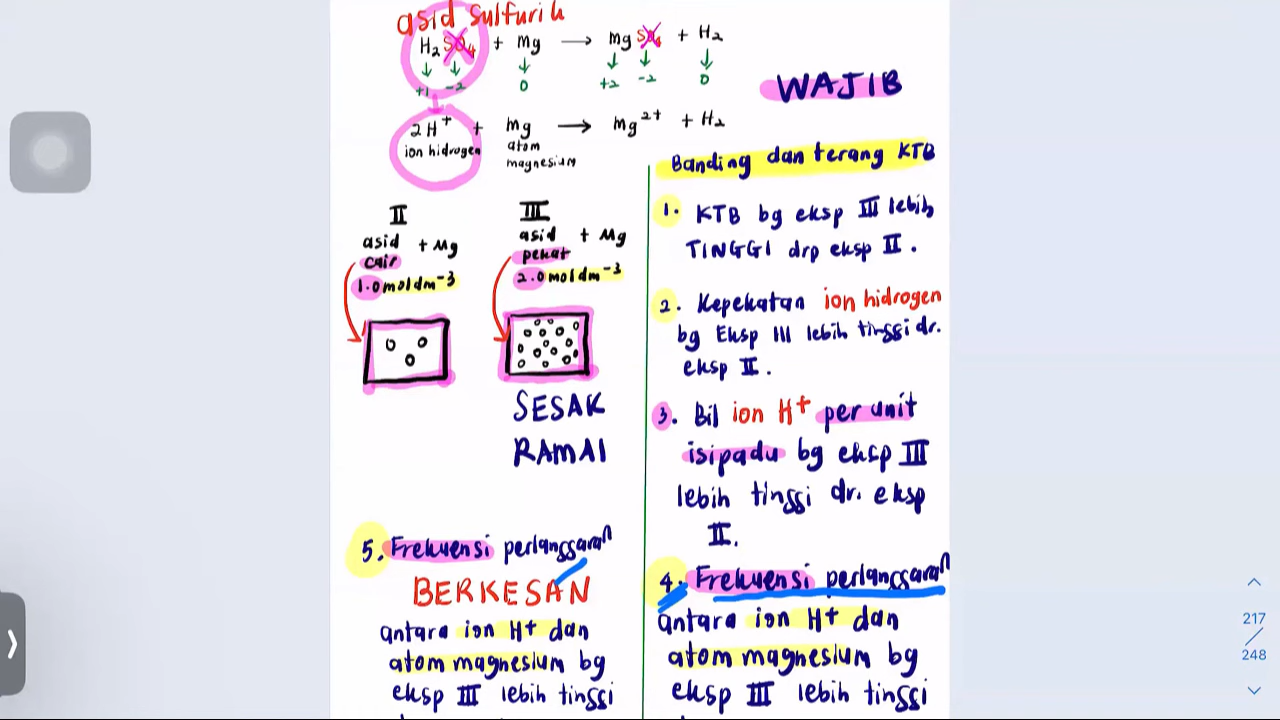 asid sulfurik
H₂SO₄ + Mg → MgSO₄ + H₂
+1 -2 0 +2 -2 0
2H⁺ + Mg → Mg²⁺ + H₂
ion hidrogen atom
magnesium
II III
asid + Mg asid + Mg
cair pekat
1.0 moldm⁻³ 2.0 moldm⁻³
SESAK
RAMAI
5. Frekuensi perlanggaran
BERKESAN
antara ion H⁺ dan
atom magnesium bg
eksp III lebih tinggi
WAJIB
Banding dan terang KTB
1. KTB bg eksp III lebih
TINGGI drp eksp II.
2. Kepekatan ion hidrogen
bg Eksp III lebih tinggi dr.
eksp II.
3. Bil ion H⁺ per unit
isipadu bg eksp III
lebih tinggi dr. eksp
II.
4. Frekuensi perlanggaran
antara ion H⁺ dan
atom magnesium bg
eksp III lebih tinggi
217
248